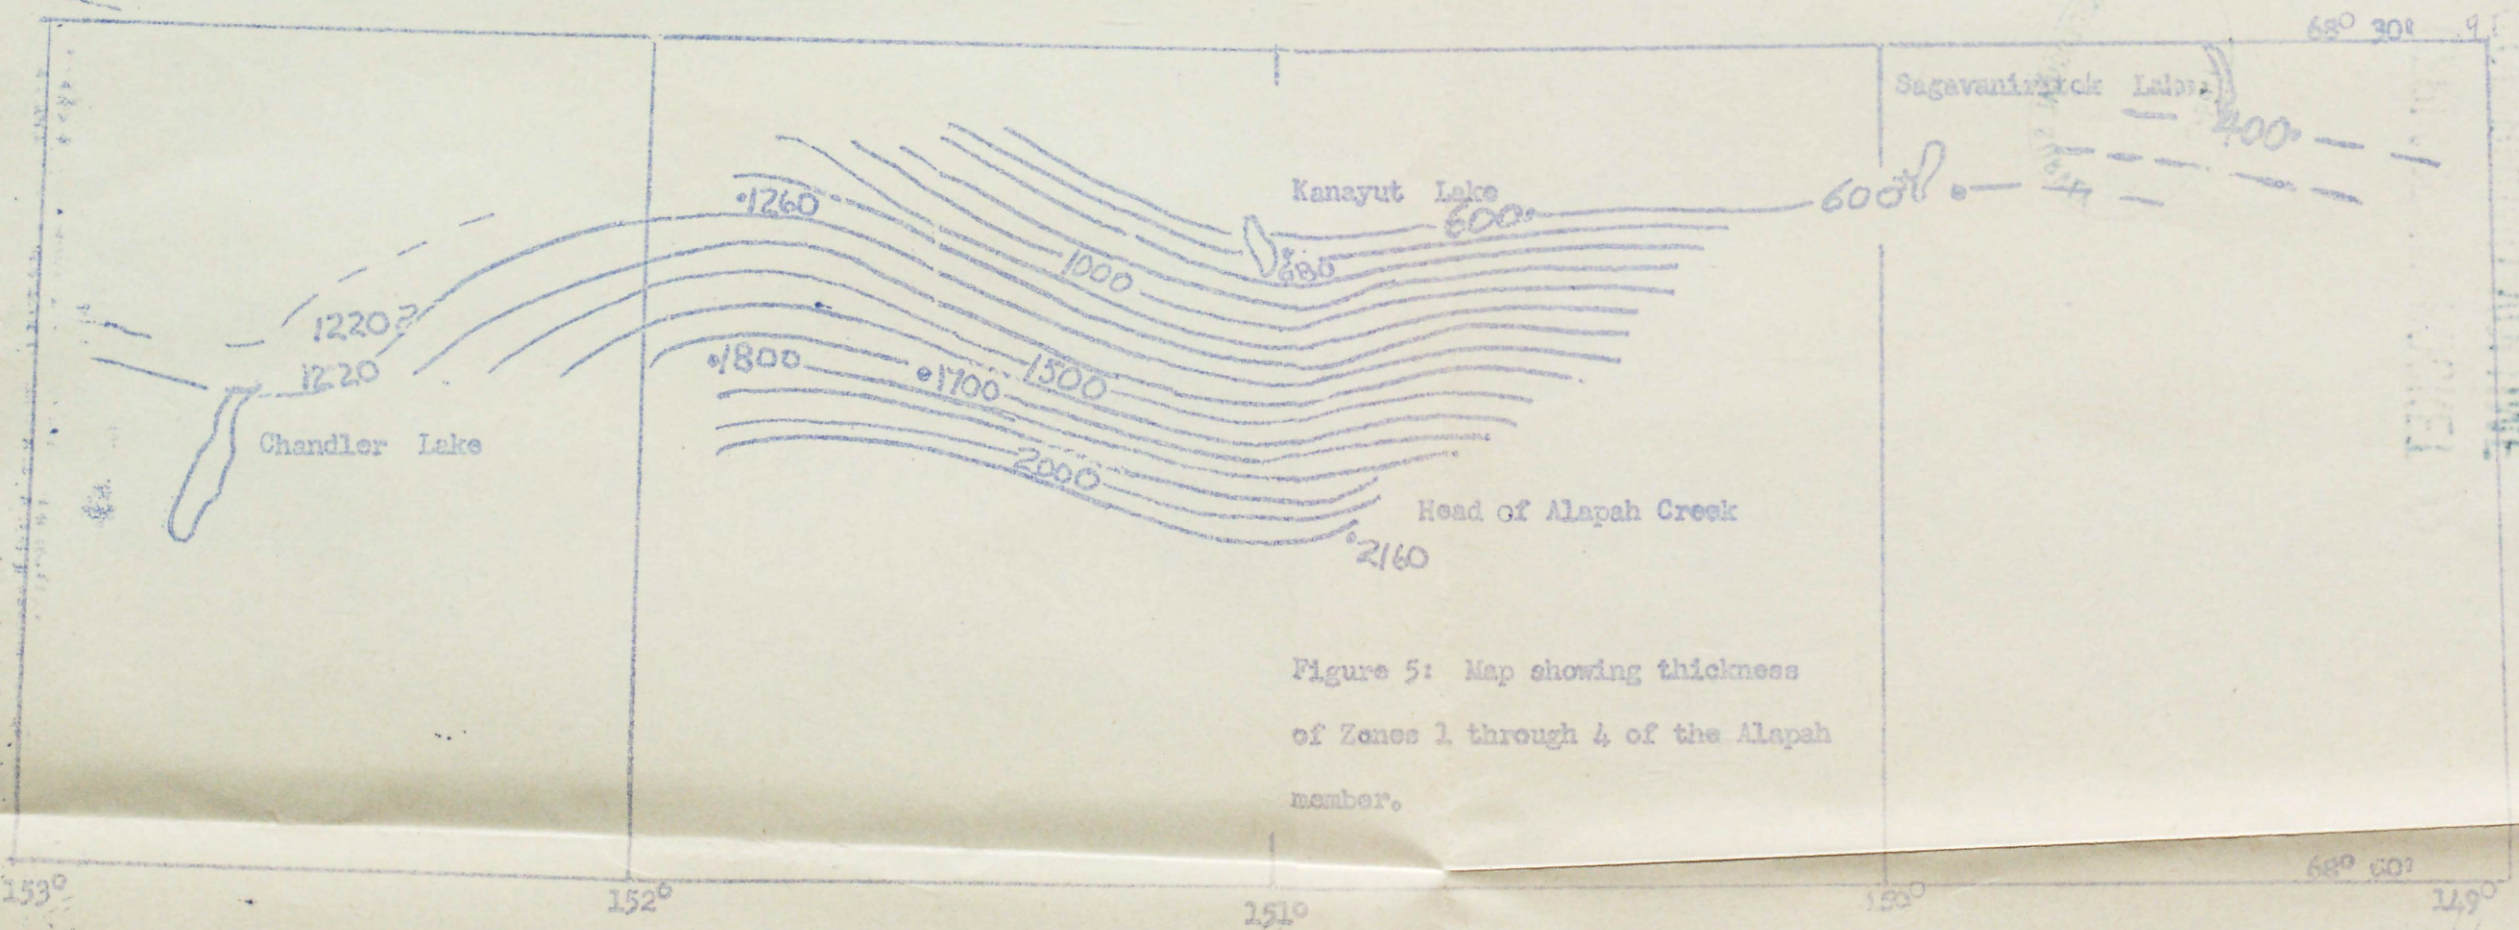 68° 30'
Sagavanirktok Lake
400
Kanayut Lake
600
600
1260
1000
680
1220?
1220
1800
1700
1500
Chandler Lake
2000
Head of Alapah Creek
2160
Figure 5: Map showing thickness
of Zones 1 through 4 of the Alapah
member.
68° 00'
153°
152°
151°
150°
149°